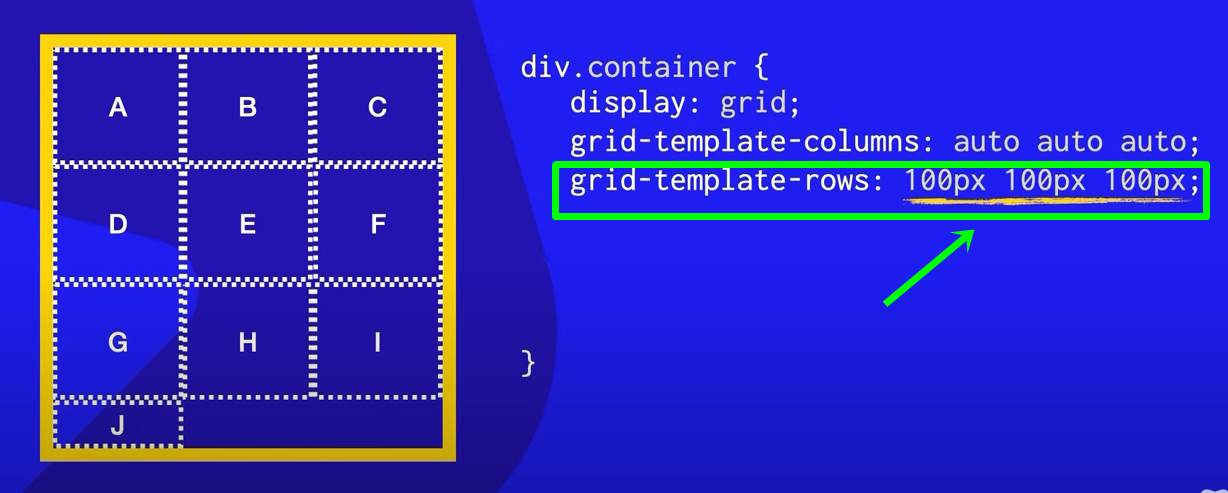 A B C
D E F
G H I
J
div.container {
display: grid;
grid-template-columns: auto auto auto;
grid-template-rows: 100px 100px 100px;
}